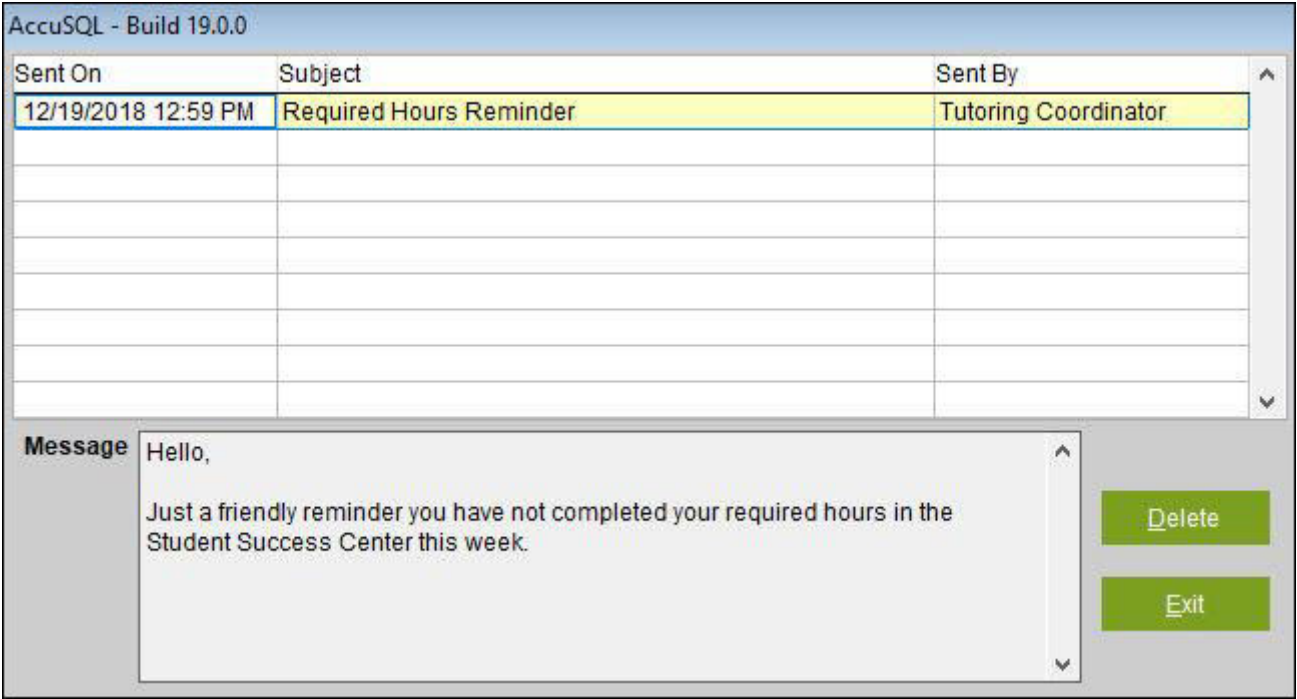 AccuSQL - Build 19.0.0
Sent On Subject Sent By
12/19/2018 12:59 PM Required Hours Reminder Tutoring Coordinator
Message
Hello,
Just a friendly reminder you have not completed your required hours in the
Student Success Center this week.
Delete
Exit